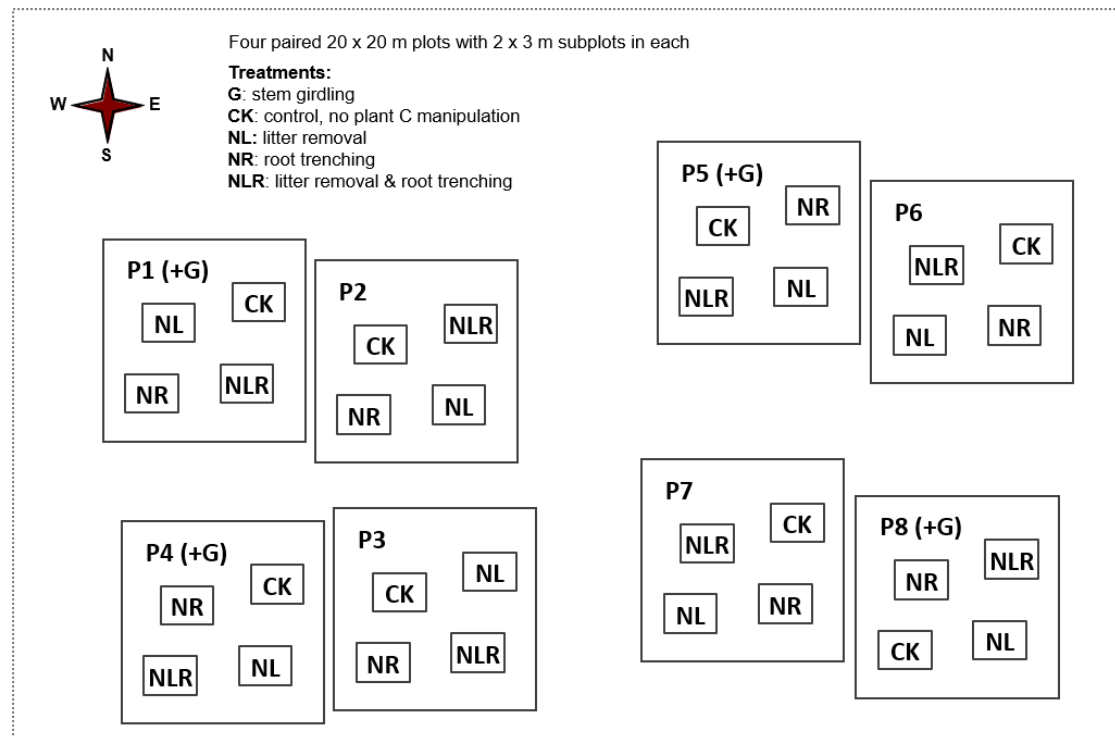 Four paired 20 x 20 m plots with 2 x 3 m subplots in each
N
W
E
S
Treatments:
G: stem girdling
CK: control, no plant C manipulation
NL: litter removal
NR: root trenching
NLR: litter removal & root trenching
P1 (+G)
CK
NL
NR
NLR
P2
NLR
CK
NR
NL
P5 (+G)
NR
CK
NLR
NL
P6
CK
NLR
NL
NR
P4 (+G)
CK
NR
NLR
NL
P3
NL
CK
NR
NLR
P7
CK
NLR
NL
NR
P8 (+G)
NLR
NR
CK
NL